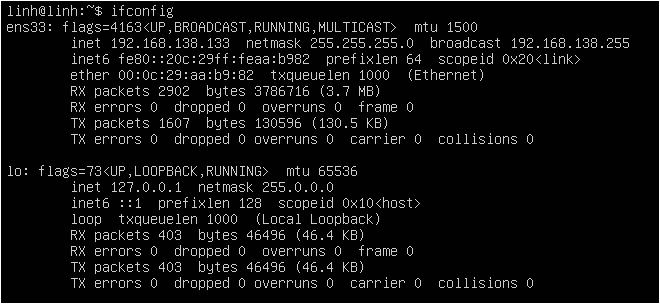 linh@linh:~$ ifconfig
ens33: flags=4163<UP,BROADCAST,RUNNING,MULTICAST>  mtu 1500
        inet 192.168.138.133  netmask 255.255.255.0  broadcast 192.168.138.255
        inet6 fe80::20c:29ff:feaa:b982  prefixlen 64  scopeid 0x20<link>
        ether 00:0c:29:aa:b9:82  txqueuelen 1000  (Ethernet)
        RX packets 2902  bytes 3786716 (3.7 MB)
        RX errors 0  dropped 0  overruns 0  frame 0
        TX packets 1607  bytes 130596 (130.5 KB)
        TX errors 0  dropped 0 overruns 0  carrier 0  collisions 0

lo: flags=73<UP,LOOPBACK,RUNNING>  mtu 65536
        inet 127.0.0.1  netmask 255.0.0.0
        inet6 ::1  prefixlen 128  scopeid 0x10<host>
        loop  txqueuelen 1000  (Local Loopback)
        RX packets 403  bytes 46496 (46.4 KB)
        RX errors 0  dropped 0  overruns 0  frame 0
        TX packets 403  bytes 46496 (46.4 KB)
        TX errors 0  dropped 0 overruns 0  carrier 0  collisions 0